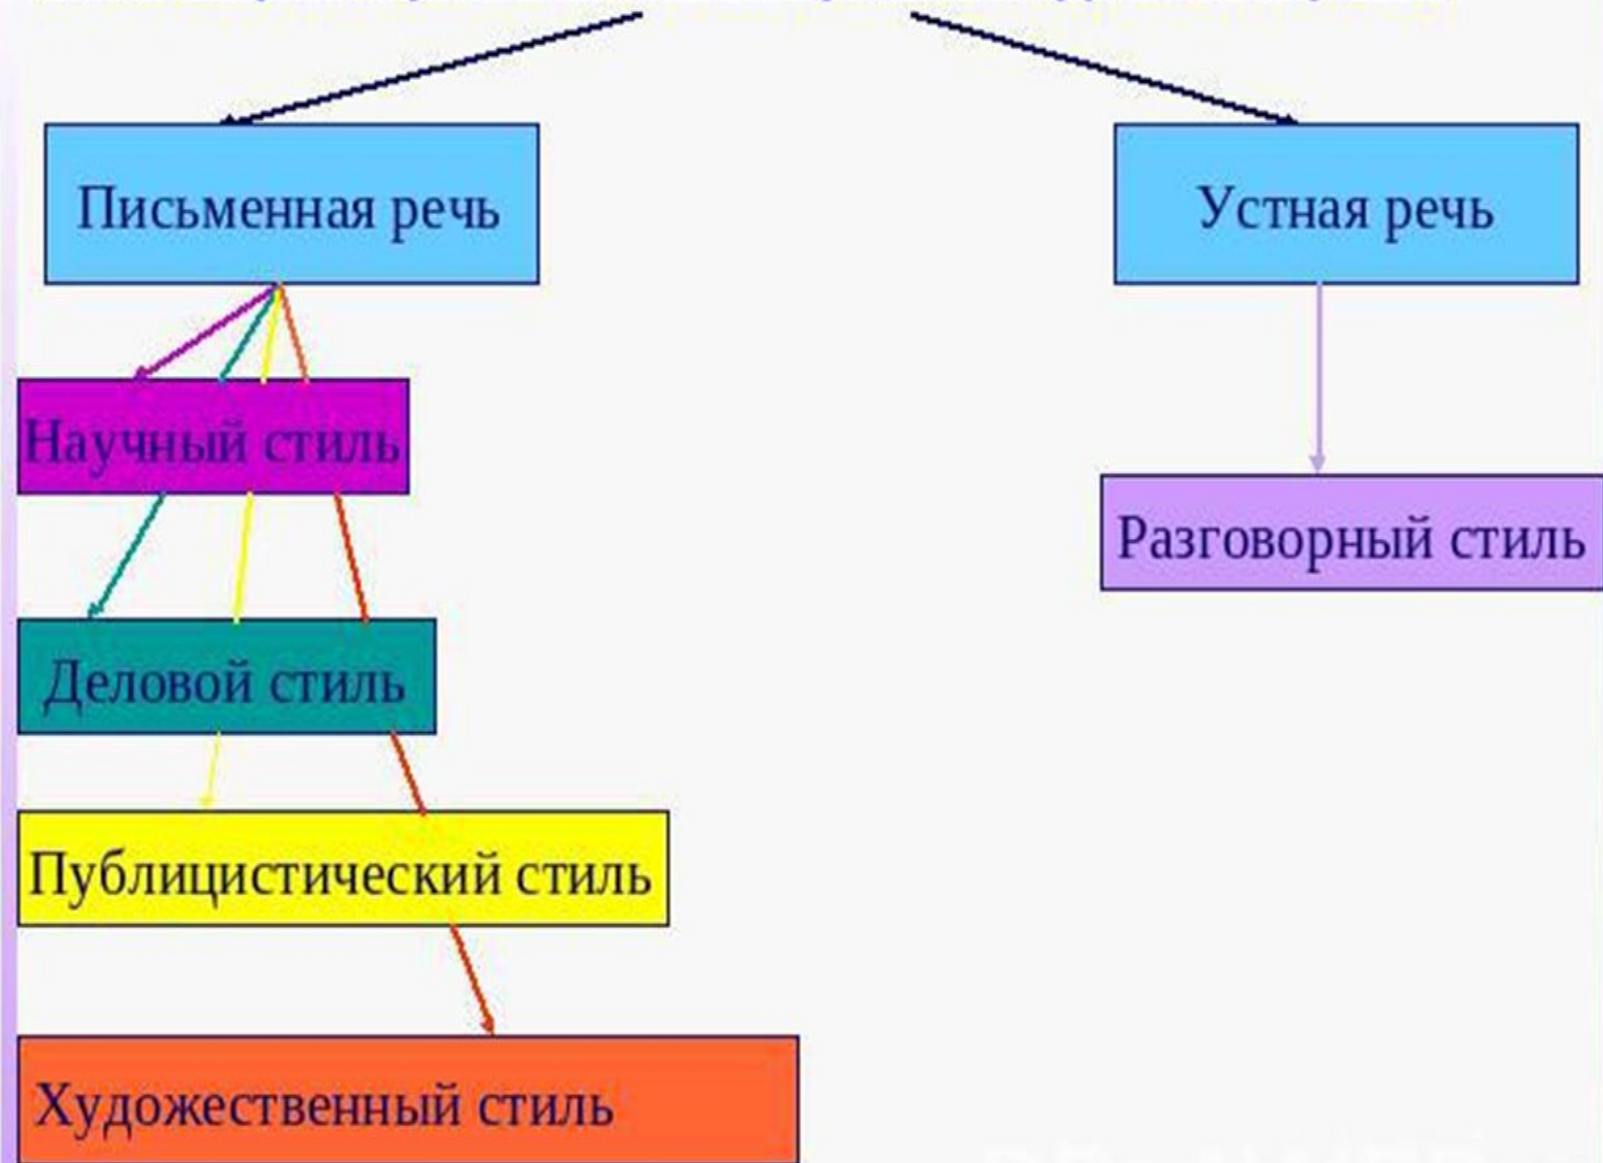 Письменная речь
Устная речь
Научный стиль
Разговорный стиль
Деловой стиль
Публицистический стиль
Художественный стиль